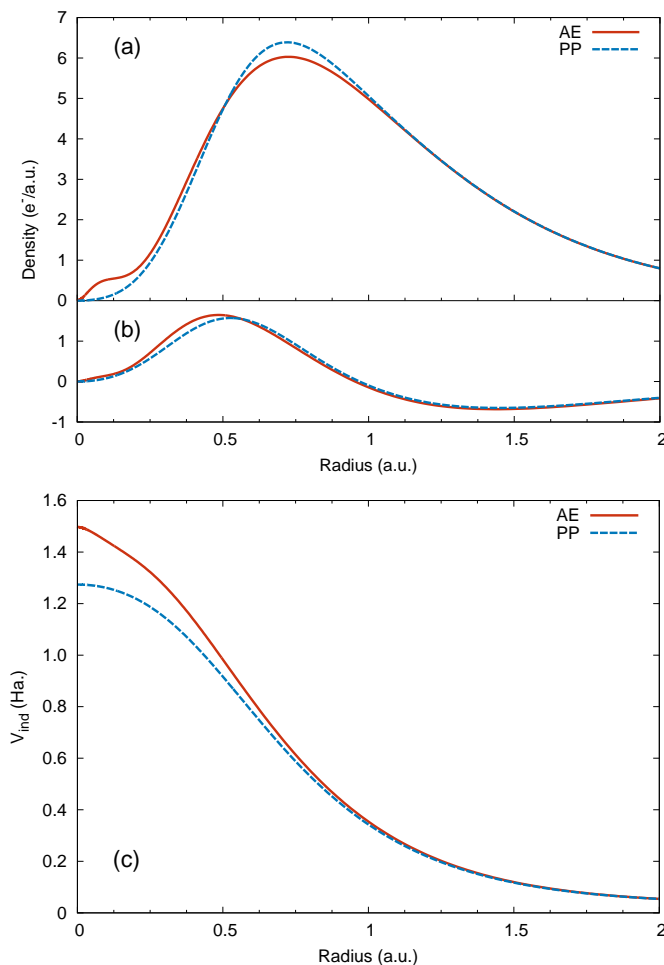 (a)
AE
PP
Density (e⁻/a.u.)
7
6
5
4
3
2
1
0
(b)
1
0
-1
0 0.5 1 1.5 2
Radius (a.u.)
AE
PP
V_ind (Ha.)
1.6
1.4
1.2
1.0
0.8
0.6
0.4
0.2
0
(c)
0 0.5 1 1.5 2
Radius (a.u.)